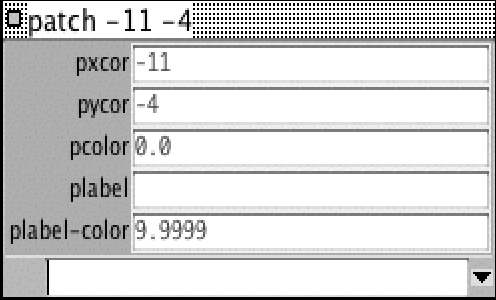 patch -11 -4
pxcor -11
pycor -4
pcolor 0.0
plabel
plabel-color 9.9999